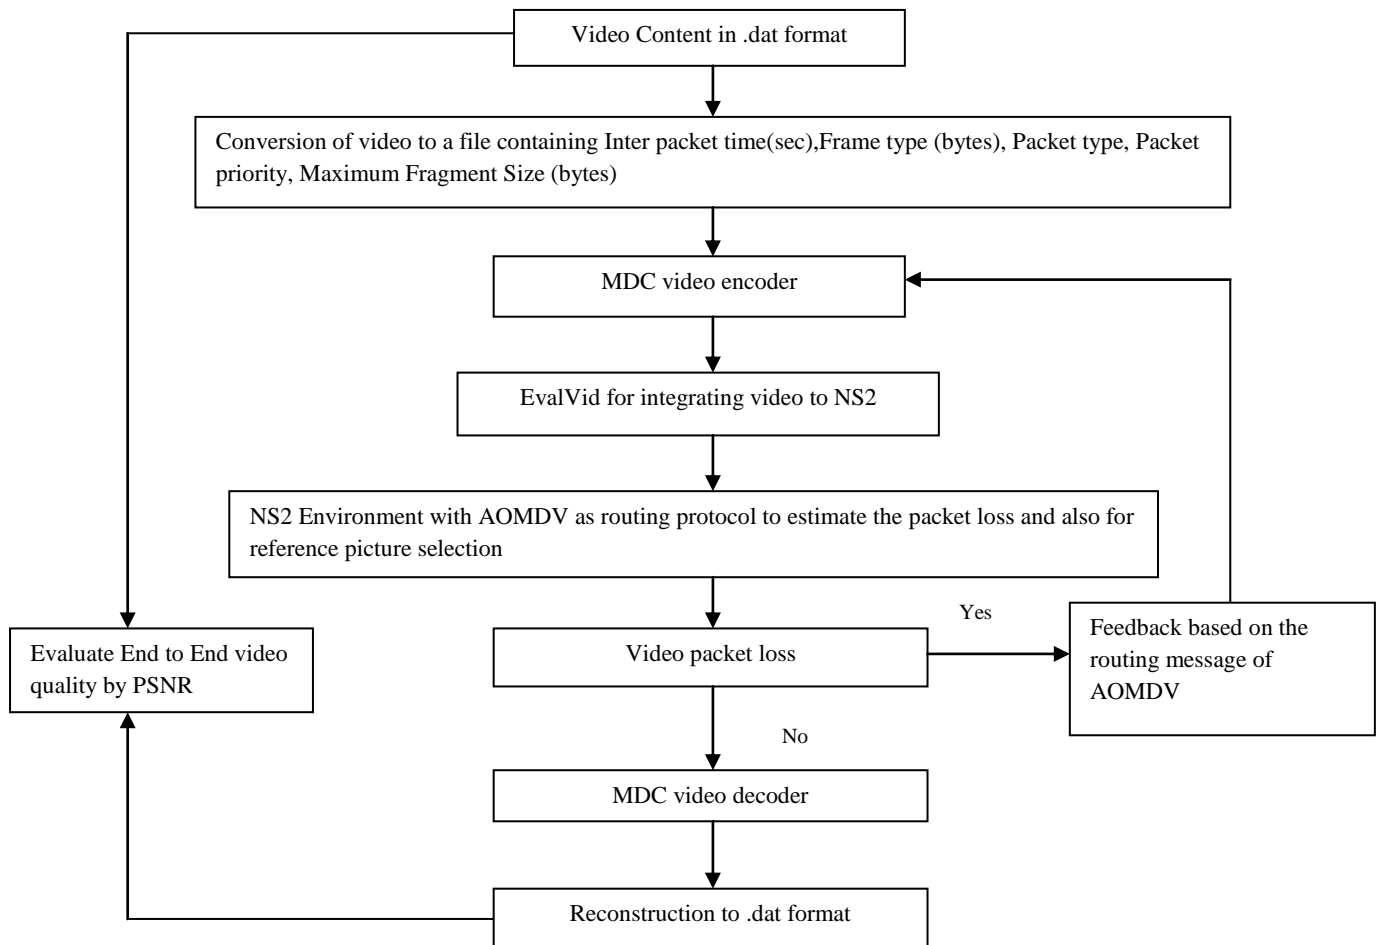 Video Content in .dat format
Conversion of video to a file containing Inter packet time(sec),Frame type (bytes), Packet type, Packet
priority, Maximum Fragment Size (bytes)
MDC video encoder
EvalVid for integrating video to NS2
NS2 Environment with AOMDV as routing protocol to estimate the packet loss and also for
reference picture selection
Yes
Video packet loss
Feedback based on the
routing message of
AOMDV
Evaluate End to End video
quality by PSNR
No
MDC video decoder
Reconstruction to .dat format